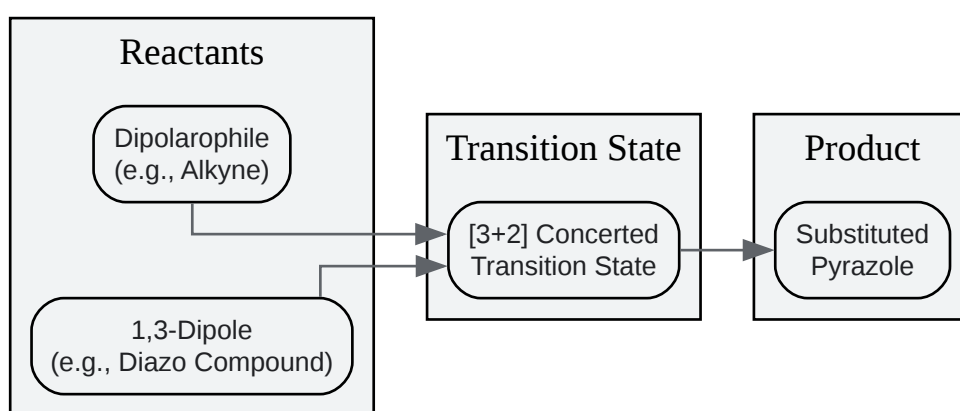 Reactants
Dipolarophile
(e.g., Alkyne)
1,3-Dipole
(e.g., Diazo Compound)
Transition State
[3+2] Concerted
Transition State
Product
Substituted
Pyrazole